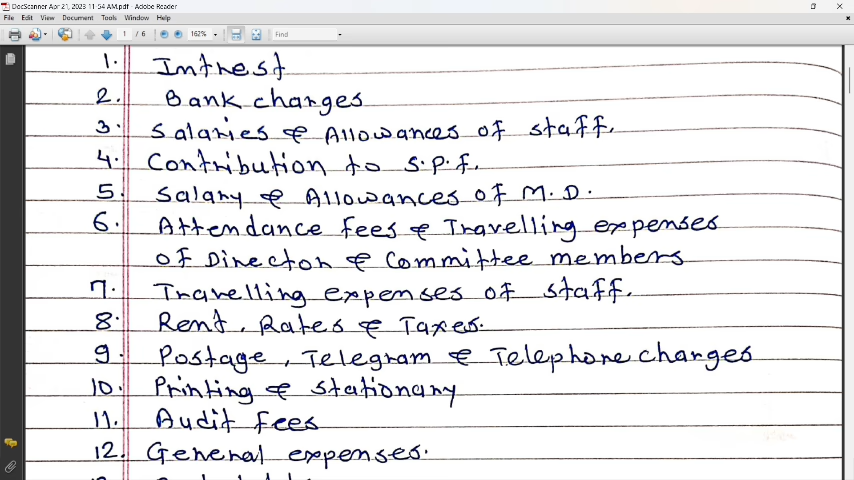 DocScanner Apr 21, 2023 11-54 AM.pdf - Adobe Reader
File Edit View Document Tools Window Help
1 / 6 162% Find
1. Intrest
2. Bank charges
3. Salaries & Allowances of staff.
4. Contribution to S.P.f.
5. Salary & Allowances of M.D.
6. Attendance fees & Travelling expenses
of Director & Committee members
7. Travelling expenses of staff.
8. Rent, Rates & Taxes.
9. Postage, Telegram & Telephone charges
10. Printing & stationary
11. Audit fees
12. General expenses.